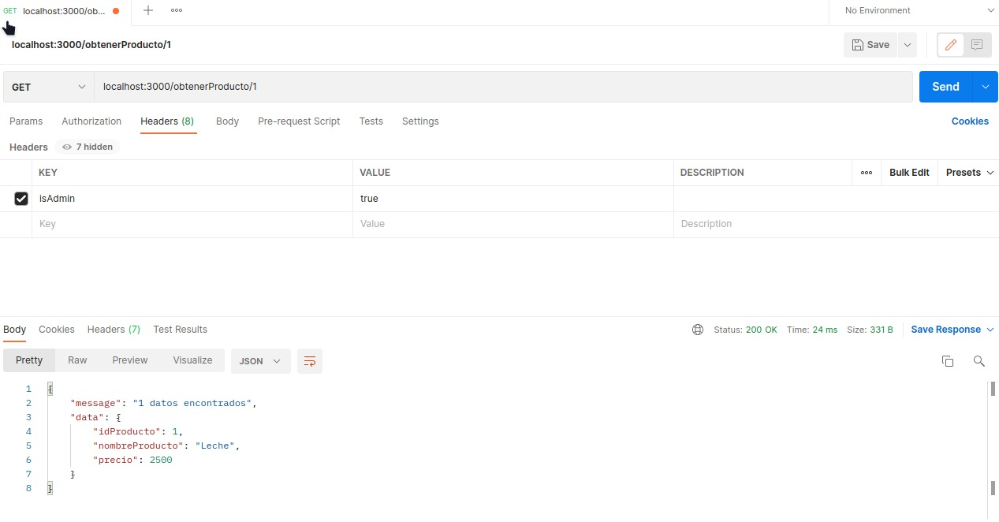 GET localhost:3000/ob...
No Environment
localhost:3000/obtenerProducto/1
Save
GET
localhost:3000/obtenerProducto/1
Send
Params Authorization Headers (8) Body Pre-request Script Tests Settings Cookies
Headers 7 hidden
KEY VALUE DESCRIPTION Bulk Edit Presets
isAdmin true
Key Value Description
Body Cookies Headers (7) Test Results Status: 200 OK Time: 24 ms Size: 331 B Save Response
Pretty Raw Preview Visualize JSON
1 {
2 "message": "1 datos encontrados",
3 "data": {
4 "idProducto": 1,
5 "nombreProducto": "Leche",
6 "precio": 2500
7 }
8 }